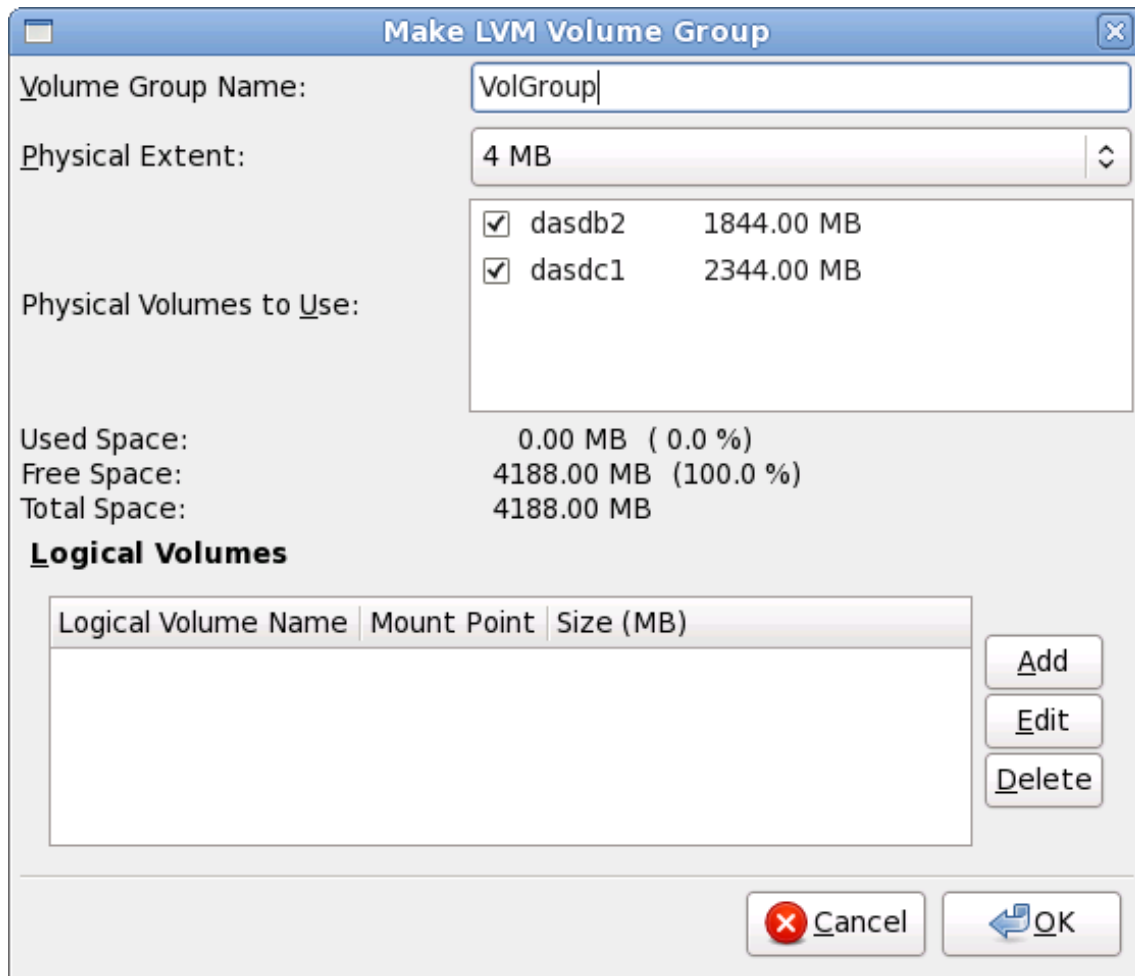 Make LVM Volume Group
Volume Group Name: VolGroup
Physical Extent: 4 MB
Physical Volumes to Use:
dasdb2 1844.00 MB
dasdc1 2344.00 MB
Used Space: 0.00 MB ( 0.0 %)
Free Space: 4188.00 MB (100.0 %)
Total Space: 4188.00 MB
Logical Volumes
Logical Volume Name Mount Point Size (MB)
Add
Edit
Delete
Cancel OK